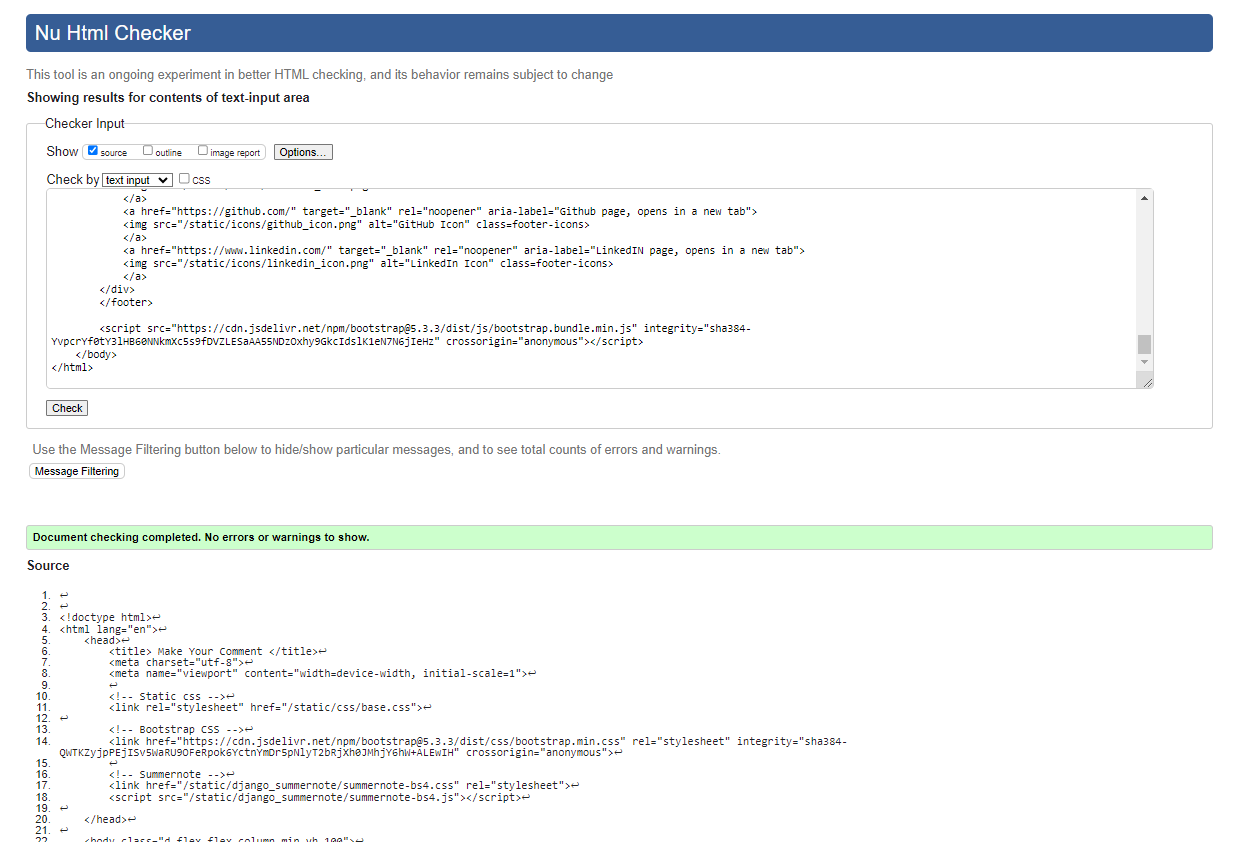 Nu Html Checker
This tool is an ongoing experiment in better HTML checking, and its behavior remains subject to change
Showing results for contents of text-input area
Checker Input
Show source outline image report Options...
Check by text input CSS
</a>
<a href="https://github.com/" target="_blank" rel="noopener" aria-label="Github page, opens in a new tab">
<img src="/static/icons/github_icon.png" alt="GitHub Icon" class=footer-icons>
</a>
<a href="https://www.linkedin.com/" target="_blank" rel="noopener" aria-label="LinkedIN page, opens in a new tab">
<img src="/static/icons/linkedin_icon.png" alt="LinkedIn Icon" class=footer-icons>
</a>
</div>
</footer>
<script src="https://cdn.jsdelivr.net/npm/bootstrap@5.3.3/dist/js/bootstrap.bundle.min.js" integrity="sha384-
YvpcrYf0tY3lHB60NNkmXc5s9fDVZLESaAA55NDzOxhy9GkcIdslK1eN7N6jIeHz" crossorigin="anonymous"></script>
</body>
</html>
Check
Use the Message Filtering button below to hide/show particular messages, and to see total counts of errors and warnings.
Message Filtering
Document checking completed. No errors or warnings to show.
Source
1. ↩
2. ↩
3. <!doctype html>↩
4. <html lang="en">↩
5. <head>↩
6. <title> Make Your Comment </title>↩
7. <meta charset="utf-8">↩
8. <meta name="viewport" content="width=device-width, initial-scale=1">↩
9. ↩
10. <!-- Static css -->↩
11. <link rel="stylesheet" href="/static/css/base.css">↩
12. ↩
13. <!-- Bootstrap CSS -->↩
14. <link href="https://cdn.jsdelivr.net/npm/bootstrap@5.3.3/dist/css/bootstrap.min.css" rel="stylesheet" integrity="sha384-
QWTKZyjpPEjISv5WaRU9OFeRpok6YctnYmDr5pNlyT2bRjXh0JMhjY6hW+ALEwIH" crossorigin="anonymous">↩
15. ↩
16. <!-- Summernote -->↩
17. <link href="/static/django_summernote/summernote-bs4.css" rel="stylesheet">↩
18. <script src="/static/django_summernote/summernote-bs4.js"></script>↩
19. ↩
20. </head>↩
21. ↩
22. <body class="d-flex flex-column min-vh-100">↩